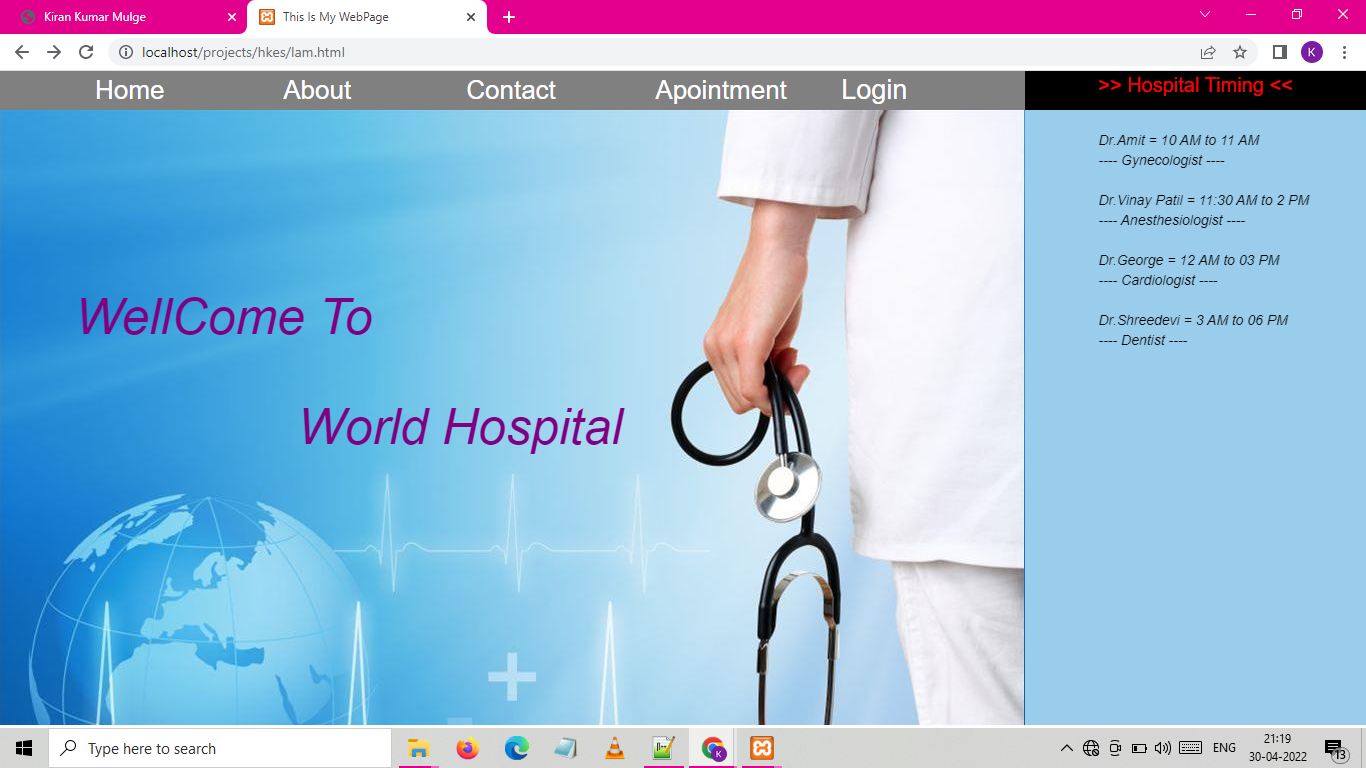 Kiran Kumar Mulge
This Is My WebPage
localhost/projects/hkes/lam.html
K
Home About Contact Apointment Login
>> Hospital Timing <<
Dr.Amit = 10 AM to 11 AM
---- Gynecologist ----
Dr.Vinay Patil = 11:30 AM to 2 PM
---- Anesthesiologist ----
Dr.George = 12 AM to 03 PM
---- Cardiologist ----
Dr.Shreedevi = 3 AM to 06 PM
---- Dentist ----
WellCome To
World Hospital
Type here to search
K
ENG
21:19
30-04-2022
13